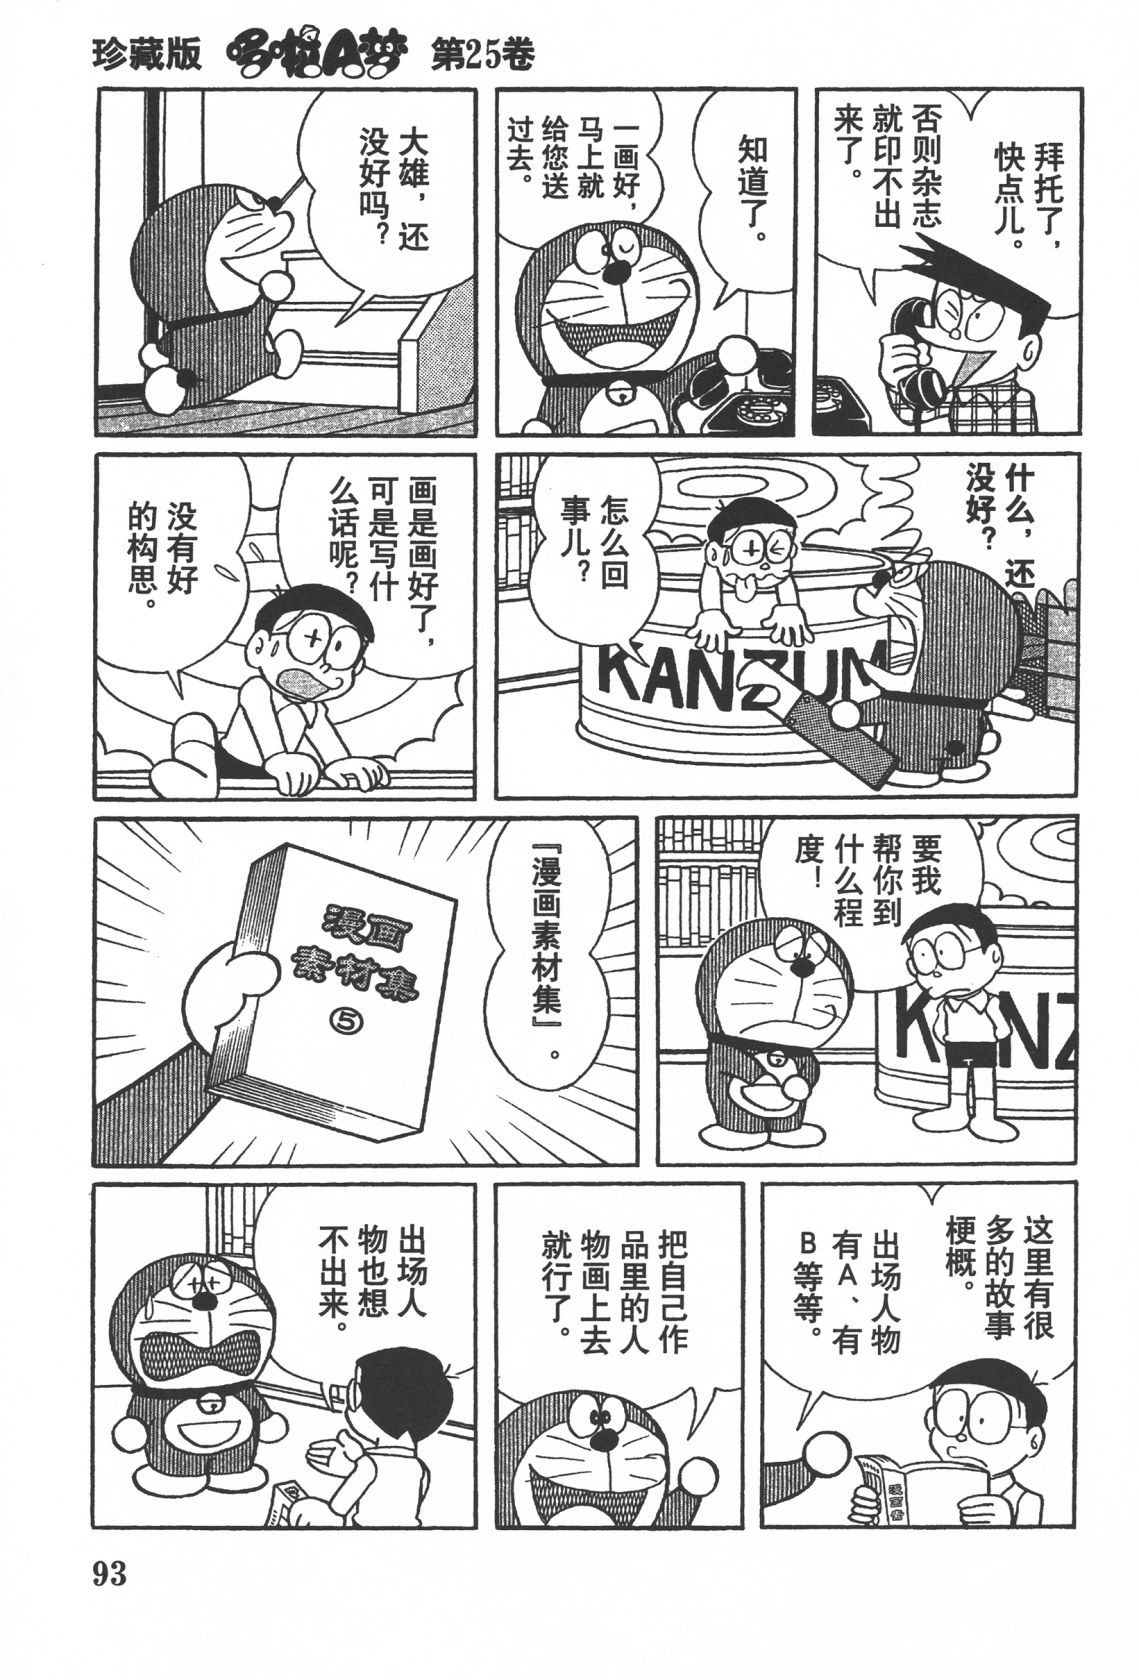 珍藏版 哆啦A梦 第25卷
拜托了，
快点儿。
否则杂志
就印不出
来了。
知道了。
一画好，
马上就
给您送
过去。
大雄，还
没好吗？
什么，还
没好？
怎么回
事儿？
KANZUM
画是画好了，
可是写什
么话呢？
没有好
的构思。
要我
帮你到
什么程
度！
KANZ
『漫画素材集』。
漫画
素材集
⑤
这里有很
多的故事
梗概。
出场人物
有A、有
B等等。
漫画素
把自己作
品里的人
物画上去
就行了。
出场人
物也想
不出来。
93